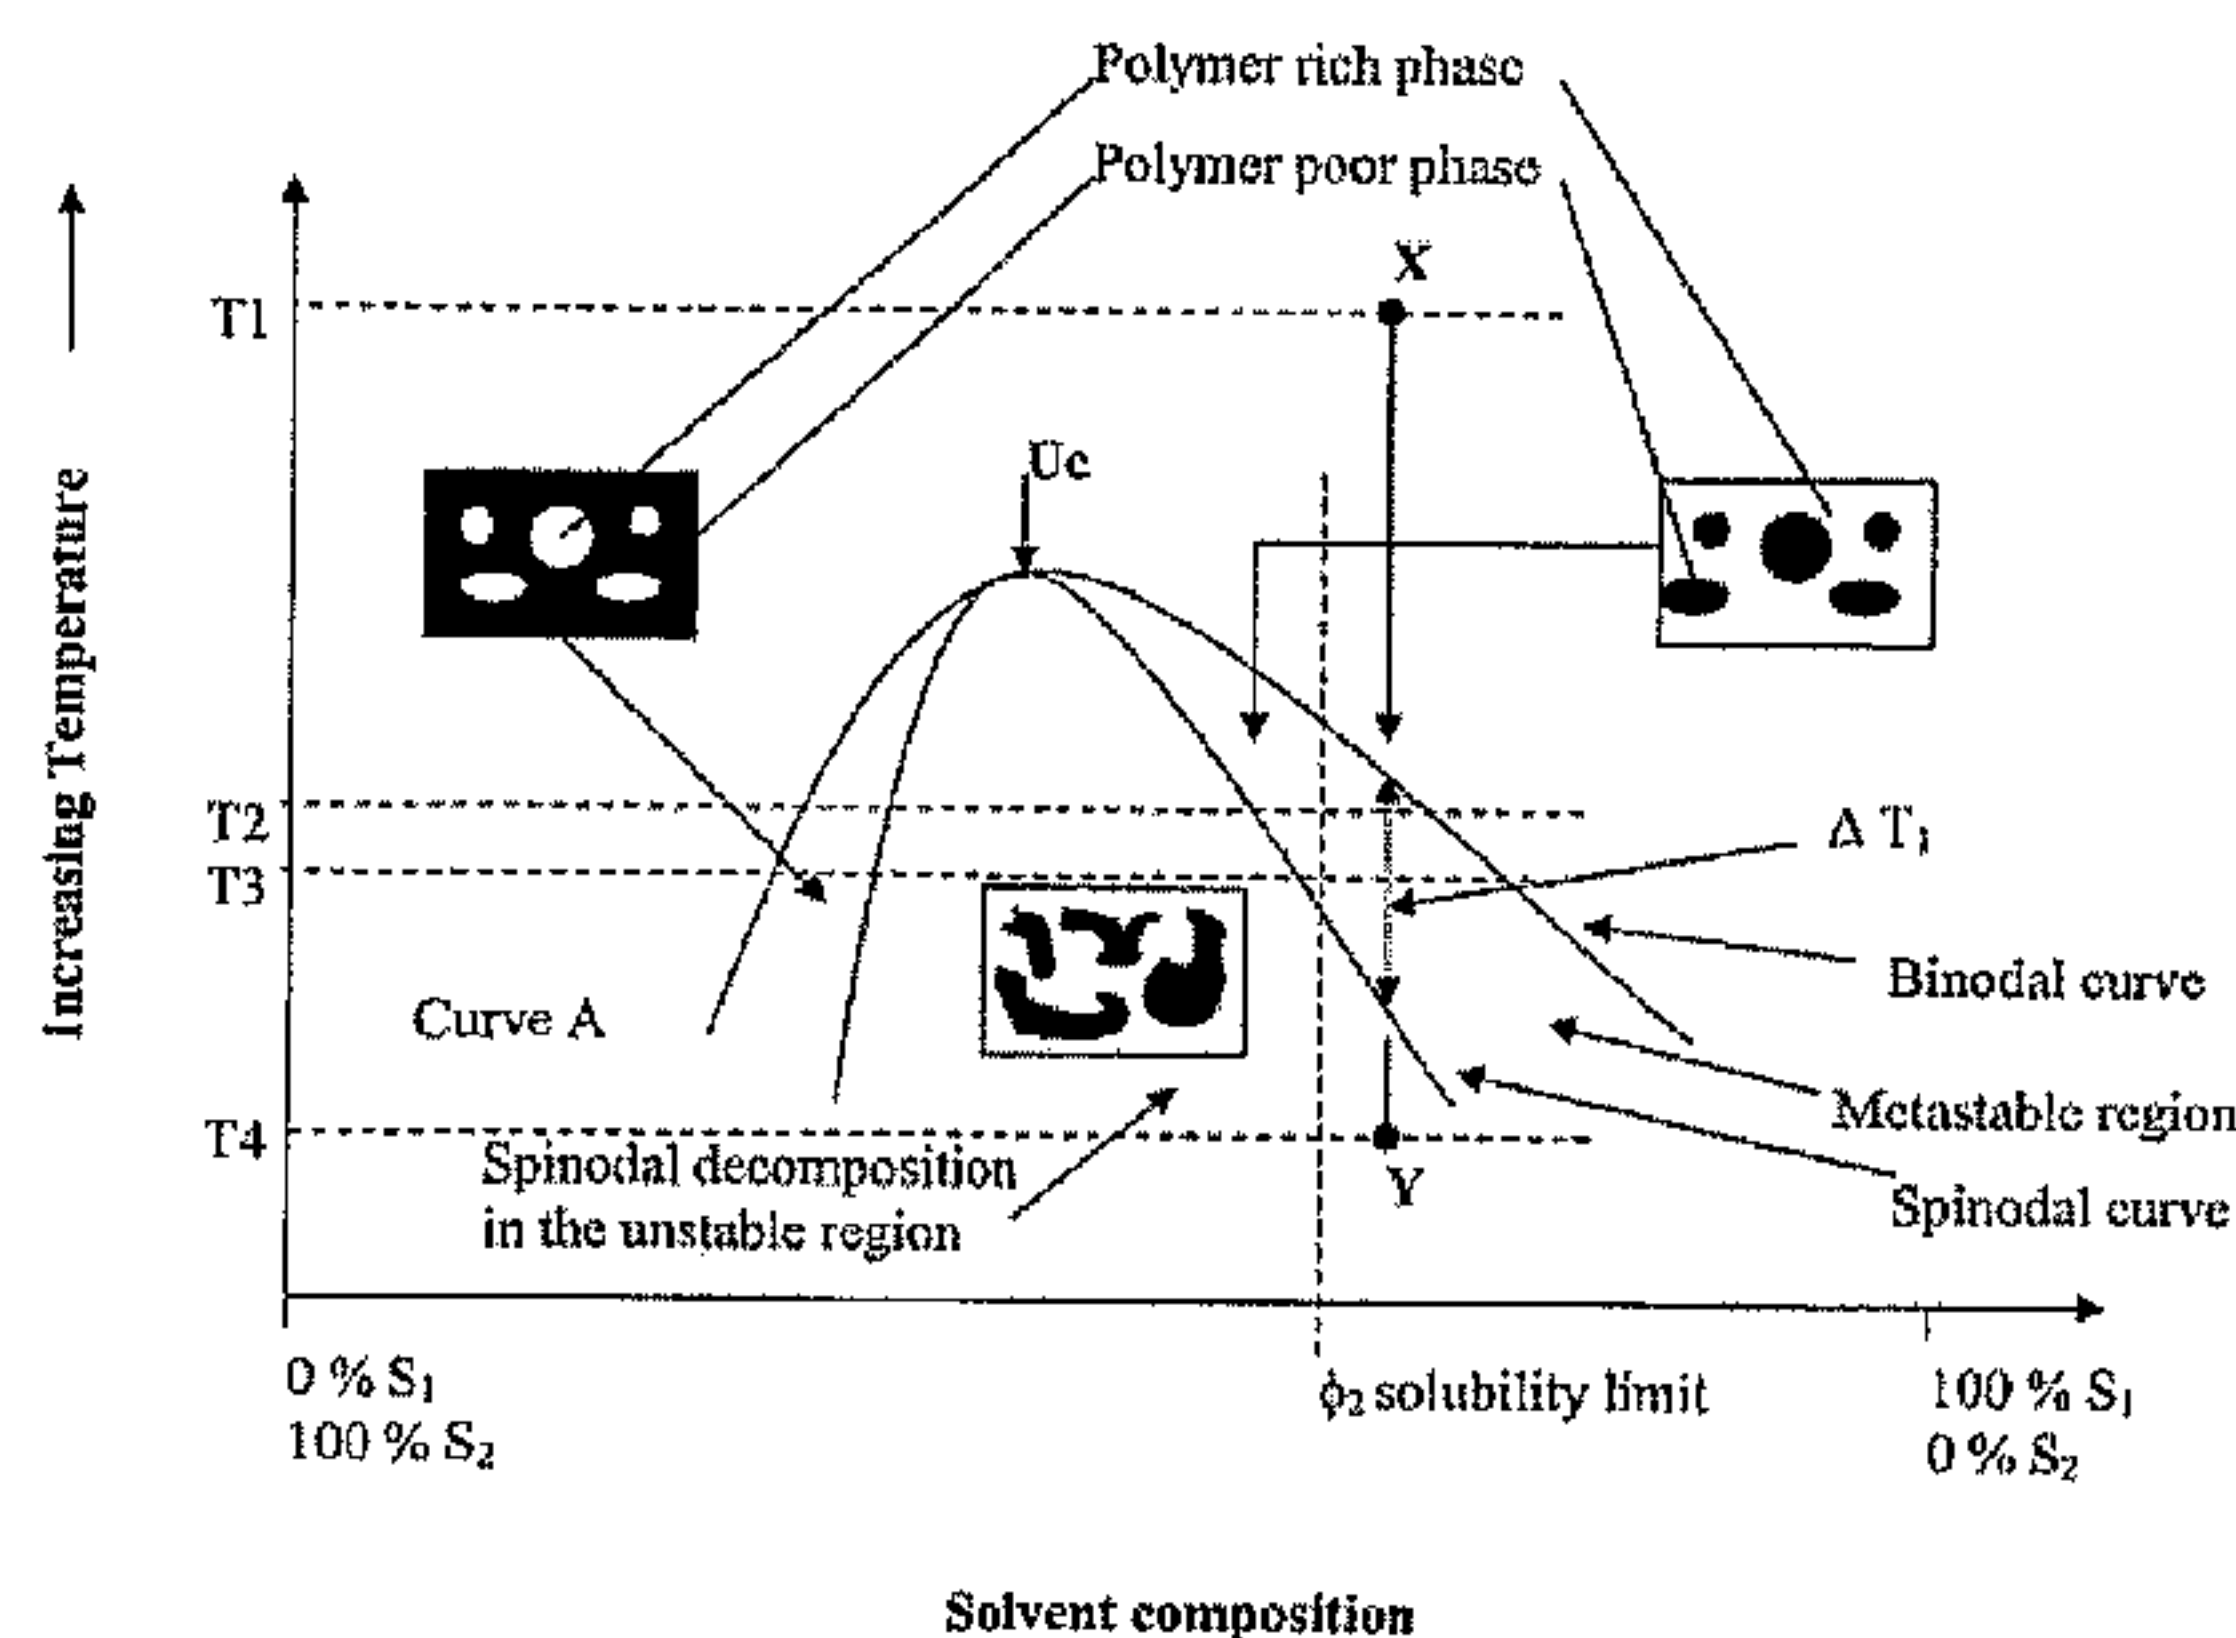 Polymer rich phase
Polymer poor phase
X
T1
Uc
Increasing Temperature
T2
Δ T₁
T3
Binodal curve
Curve A
Metastable region
T4
Spinodal decomposition
in the unstable region
Y
Spinodal curve
0 % S₁
100 % S₂
ϕ₂ solubility limit
100 % S₁
0 % S₂
Solvent composition